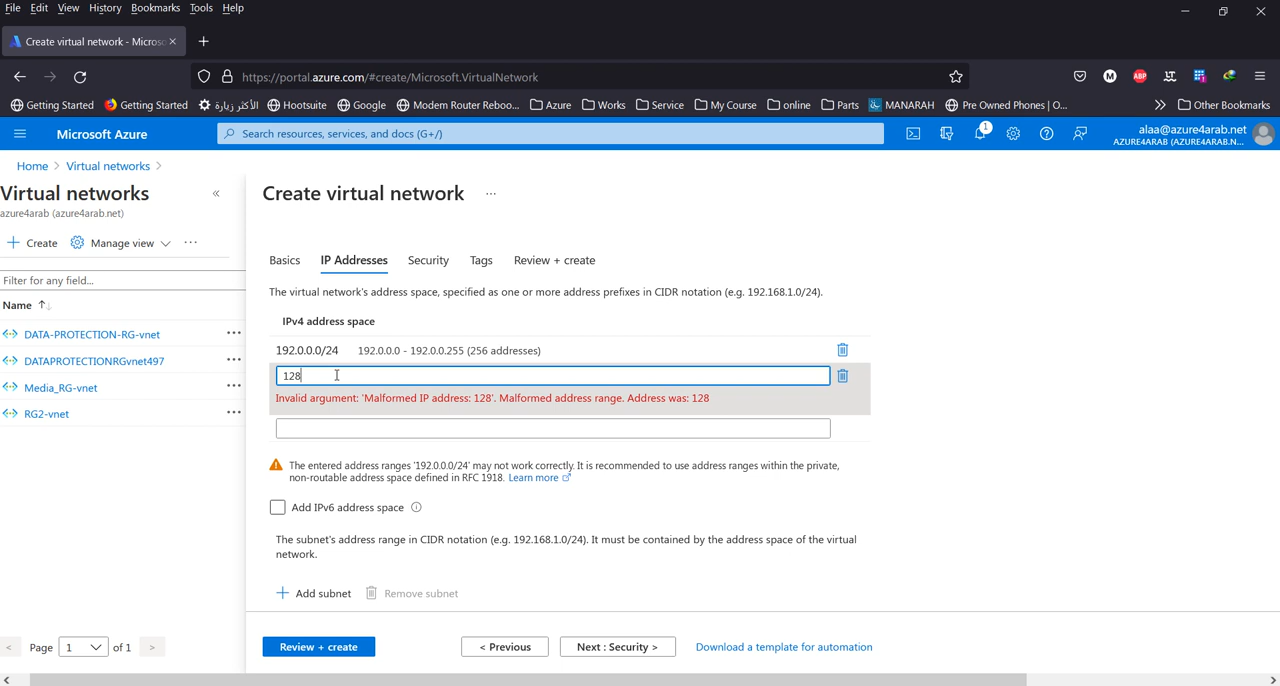 File Edit View History Bookmarks Tools Help
Create virtual network - Micros
https://portal.azure.com/#create/Microsoft.VirtualNetwork
Getting Started Getting Started الأكثر زيارة Hootsuite Google Modern Router Reboo... Azure Works Service My Course online Parts MANARAH Pre Owned Phones | O... Other Bookmarks
Microsoft Azure Search resources, services, and docs (G+/) 1 alaa@azure4arab.net
AZURE4ARAB (AZURE4ARAB.N...
Home > Virtual networks >
Virtual networks «
azure4arab (azure4arab.net)
Create Manage view ...
Filter for any field...
Name
DATA-PROTECTION-RG-vnet ...
DATAPROTECTIONRGvnet497 ...
Media_RG-vnet ...
RG2-vnet ...
< Page 1 of 1 >
Create virtual network ...
Basics IP Addresses Security Tags Review + create
The virtual network's address space, specified as one or more address prefixes in CIDR notation (e.g. 192.168.1.0/24).
IPv4 address space
192.0.0.0/24 192.0.0.0 - 192.0.0.255 (256 addresses)
128
Invalid argument: 'Malformed IP address: 128'. Malformed address range. Address was: 128
The entered address ranges '192.0.0.0/24' may not work correctly. It is recommended to use address ranges within the private,
non-routable address space defined in RFC 1918. Learn more
Add IPv6 address space
The subnet's address range in CIDR notation (e.g. 192.168.1.0/24). It must be contained by the address space of the virtual
network.
+ Add subnet Remove subnet
Review + create < Previous Next : Security > Download a template for automation